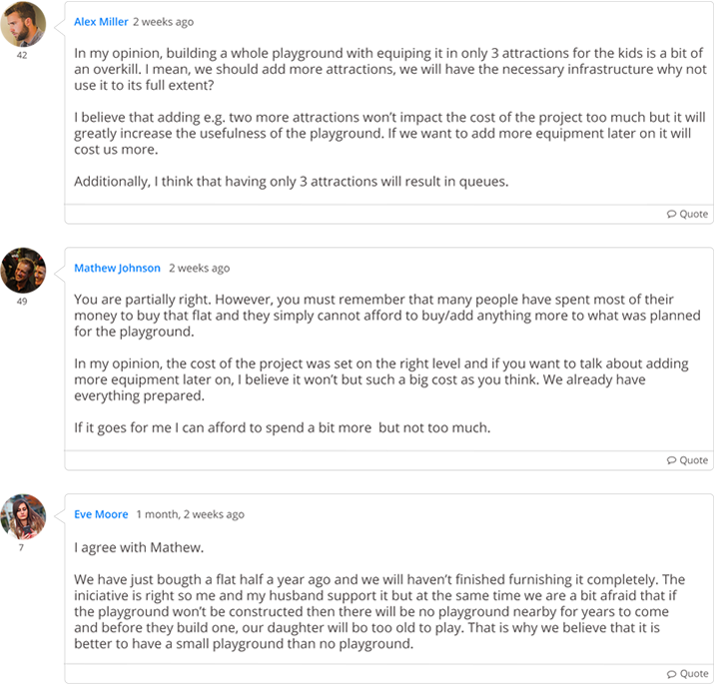 Alex Miller 2 weeks ago
42
In my opinion, building a whole playground with equiping it in only 3 attractions for the kids is a bit of
an overkill. I mean, we should add more attractions, we will have the necessary infrastructure why not
use it to its full extent?
I believe that adding e.g. two more attractions won't impact the cost of the project too much but it will
greatly increase the usefulness of the playground. If we want to add more equipment later on it will
cost us more.
Additionally, I think that having only 3 attractions will result in queues.
Quote
Mathew Johnson 2 weeks ago
49
You are partially right. However, you must remember that many people have spent most of their
money to buy that flat and they simply cannot afford to buy/add anything more to what was planned
for the playground.
In my opinion, the cost of the project was set on the right level and if you want to talk about adding
more equipment later on, I believe it won't but such a big cost as you think. We already have
everything prepared.
If it goes for me I can afford to spend a bit more but not too much.
Quote
Eve Moore 1 month, 2 weeks ago
7
I agree with Mathew.
We have just bougth a flat half a year ago and we will haven't finished furnishing it completely. The
iniciative is right so me and my husband support it but at the same time we are a bit afraid that if
the playground won't be constructed then there will be no playground nearby for years to come
and before they build one, our daughter will bo too old to play. That is why we believe that it is
better to have a small playground than no playground.
Quote